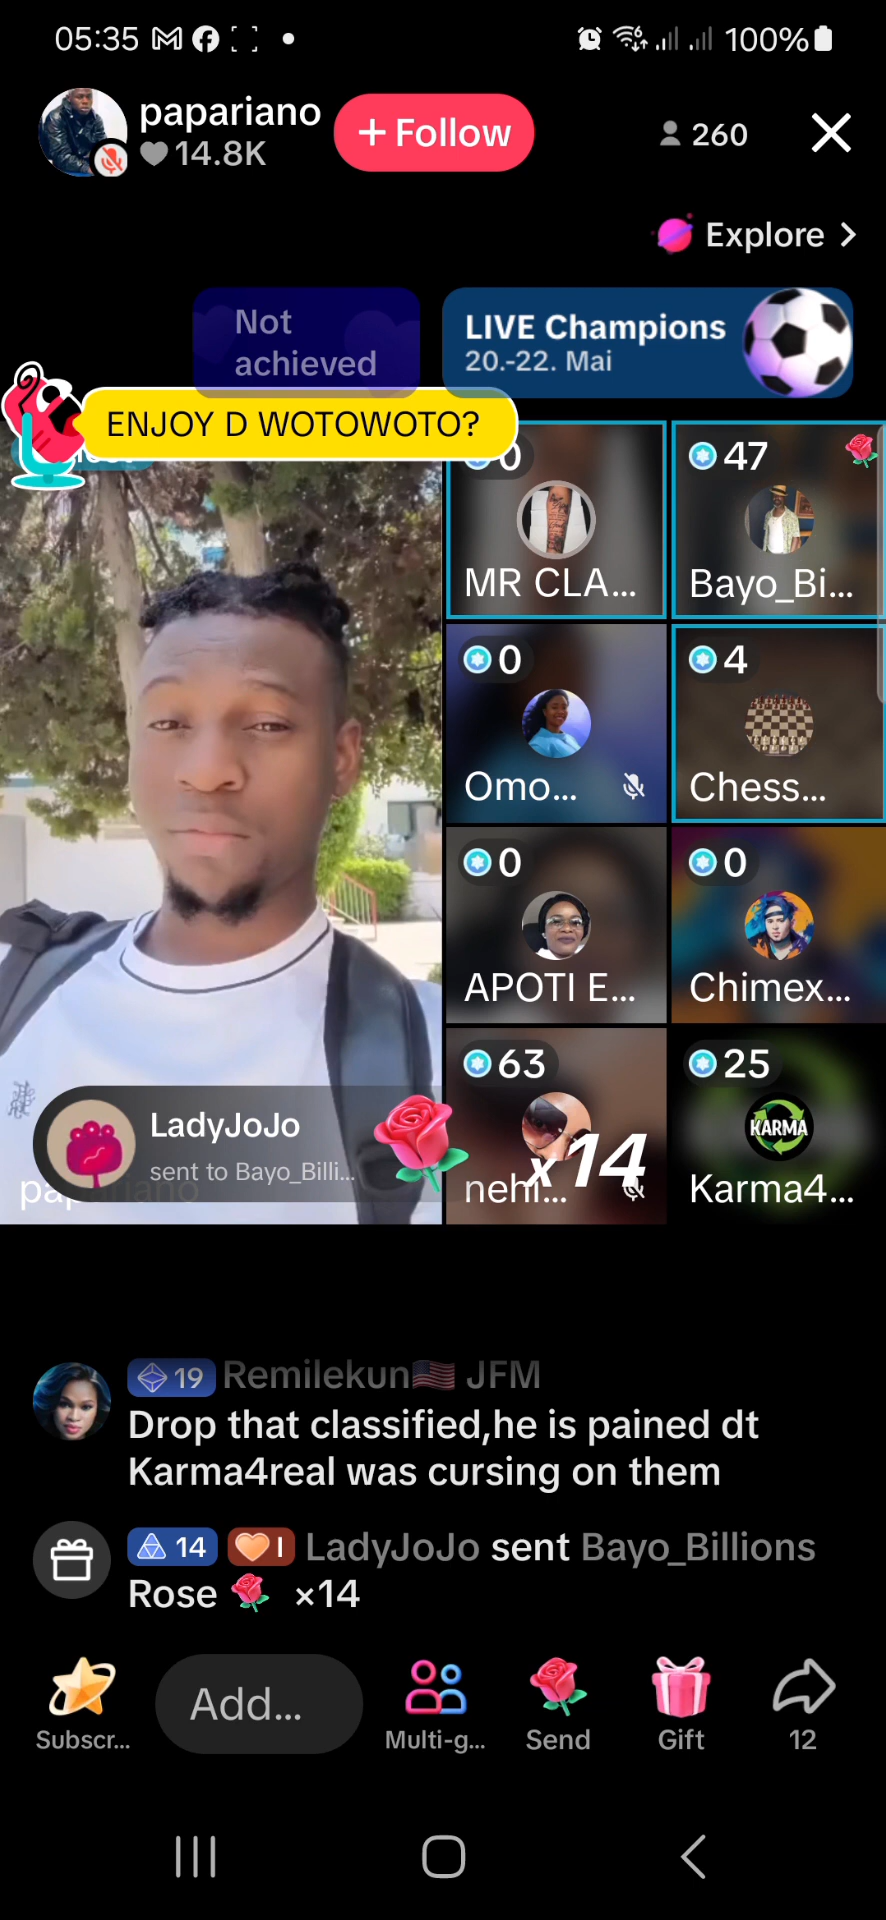 05:35
100%
papariano
14.8K
+ Follow
260
Explore
Not
achieved
LIVE Champions
20.-22. Mai
ENJOY D WOTOWOTO?
0
MR CLA...
47
Bayo_Bi...
0
Omo...
4
Chess...
0
APOTI E...
0
Chimex...
63
nehi...
25
KARMA
Karma4...
LadyJoJo
sent to Bayo_Billi...
x14
papariano
19 Remilekun🇺🇸 JFM
Drop that classified,he is pained dt
Karma4real was cursing on them
14 I LadyJoJo sent Bayo_Billions
Rose 🌹 ×14
Subscr...
Add...
Multi-g...
Send
Gift
12